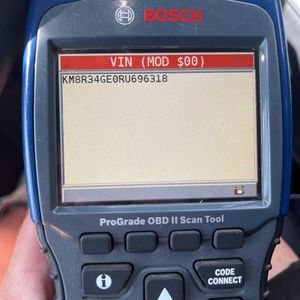 BOSCH
VIN (MOD $00)
KM8R34GE0RU696318
ProGrade OBD II Scan Tool
CODE
CONNECT